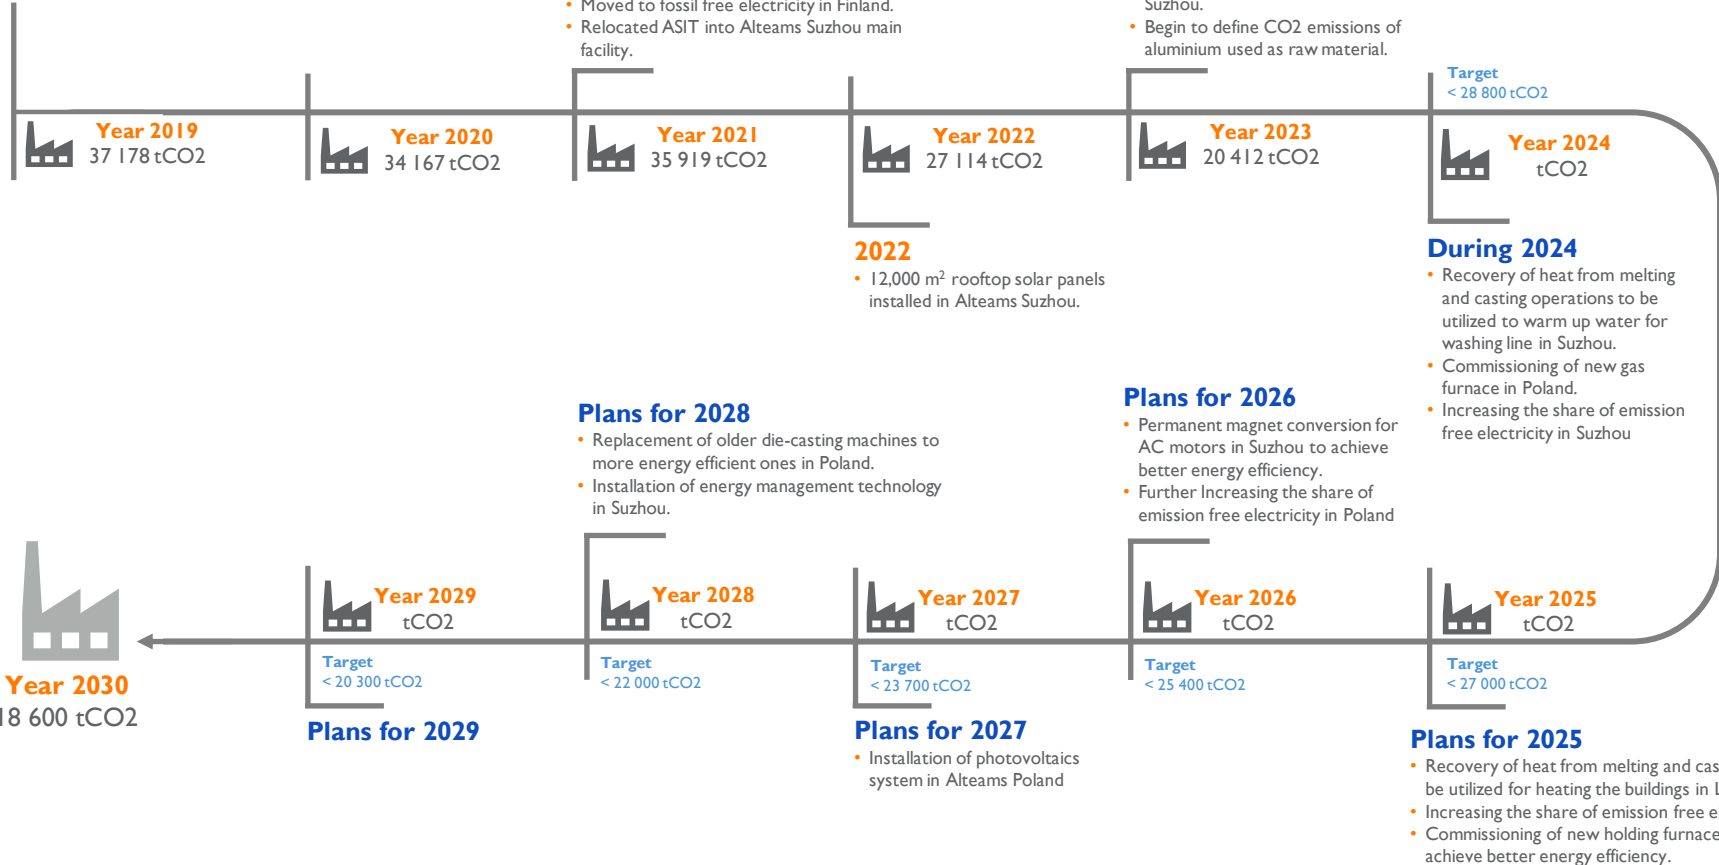 Moved to fossil free electricity in Finland.
• Relocated ASIT into Alteams Suzhou main
facility.
Suzhou.
• Begin to define CO2 emissions of
aluminium used as raw material.
Target
< 28 800 tCO2
Year 2019
37 178 tCO2
Year 2020
34 167 tCO2
Year 2021
35 919 tCO2
Year 2022
27 114 tCO2
Year 2023
20 412 tCO2
Year 2024
tCO2
2022
• 12,000 m² rooftop solar panels
installed in Alteams Suzhou.
During 2024
• Recovery of heat from melting
and casting operations to be
utilized to warm up water for
washing line in Suzhou.
• Commissioning of new gas
furnace in Poland.
• Increasing the share of emission
free electricity in Suzhou
Plans for 2028
• Replacement of older die-casting machines to
more energy efficient ones in Poland.
• Installation of energy management technology
in Suzhou.
Plans for 2026
• Permanent magnet conversion for
AC motors in Suzhou to achieve
better energy efficiency.
• Further Increasing the share of
emission free electricity in Poland
Year 2029
tCO2
Year 2028
tCO2
Year 2027
tCO2
Year 2026
tCO2
Year 2025
tCO2
Target
< 20 300 tCO2
Target
< 22 000 tCO2
Target
< 23 700 tCO2
Target
< 25 400 tCO2
Target
< 27 000 tCO2
Year 2030
18 600 tCO2
Plans for 2029
Plans for 2027
• Installation of photovoltaics
system in Alteams Poland
Plans for 2025
• Recovery of heat from melting and
be utilized for heating the buildings in
• Increasing the share of emission free
• Commissioning of new holding furnace
achieve better energy efficiency.